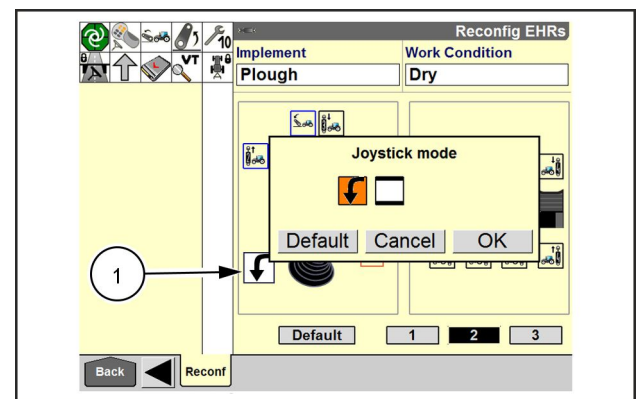 Reconfig EHRs
10
VT
Implement
Work Condition
Plough
Dry
Joystick mode
Default
Cancel
OK
1
Default
1
2
3
Back
Reconf